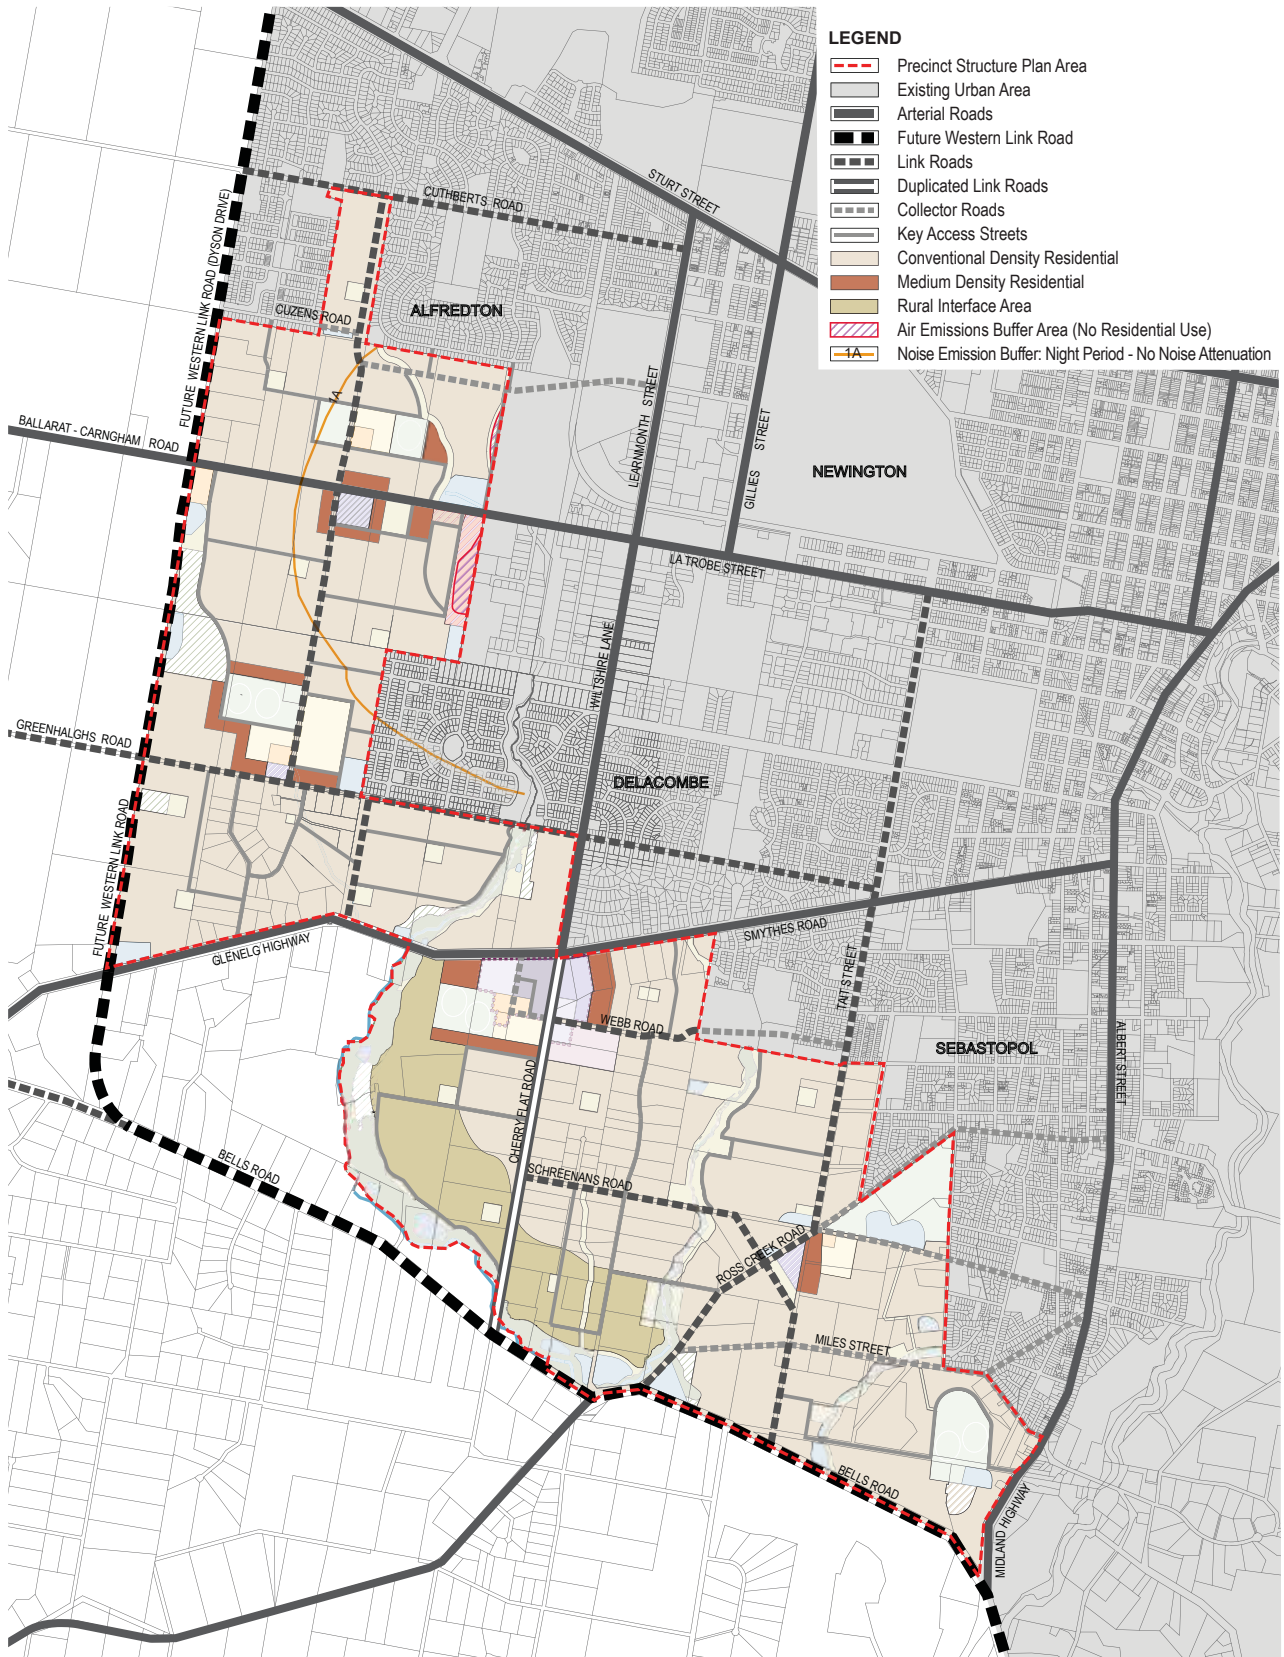 LEGEND
Precinct Structure Plan Area
Existing Urban Area
Arterial Roads
Future Western Link Road
Link Roads
Duplicated Link Roads
Collector Roads
Key Access Streets
Conventional Density Residential
Medium Density Residential
Rural Interface Area
Air Emissions Buffer Area (No Residential Use)
1A
Noise Emission Buffer: Night Period - No Noise Attenuation
STURT STREET
CUTHBERTS ROAD
FUTURE WESTERN LINK ROAD (DYSON DRIVE)
CUZENS ROAD
ALFREDTON
1A
LEARNMONTH STREET
GILLIES STREET
BALLARAT - CARNGHAM ROAD
NEWINGTON
LA TROBE STREET
WILTSHIRE LANE
GREENHALGHS ROAD
DELACOMBE
FUTURE WESTERN LINK ROAD
GLENELG HIGHWAY
SMYTHES ROAD
TAIT STREET
WEBB ROAD
SEBASTOPOL
ALBERT STREET
CHERRY FLAT ROAD
BELLS ROAD
SCHREENANS ROAD
ROSS CREEK ROAD
MILES STREET
BELLS ROAD
MIDLAND HIGHWAY